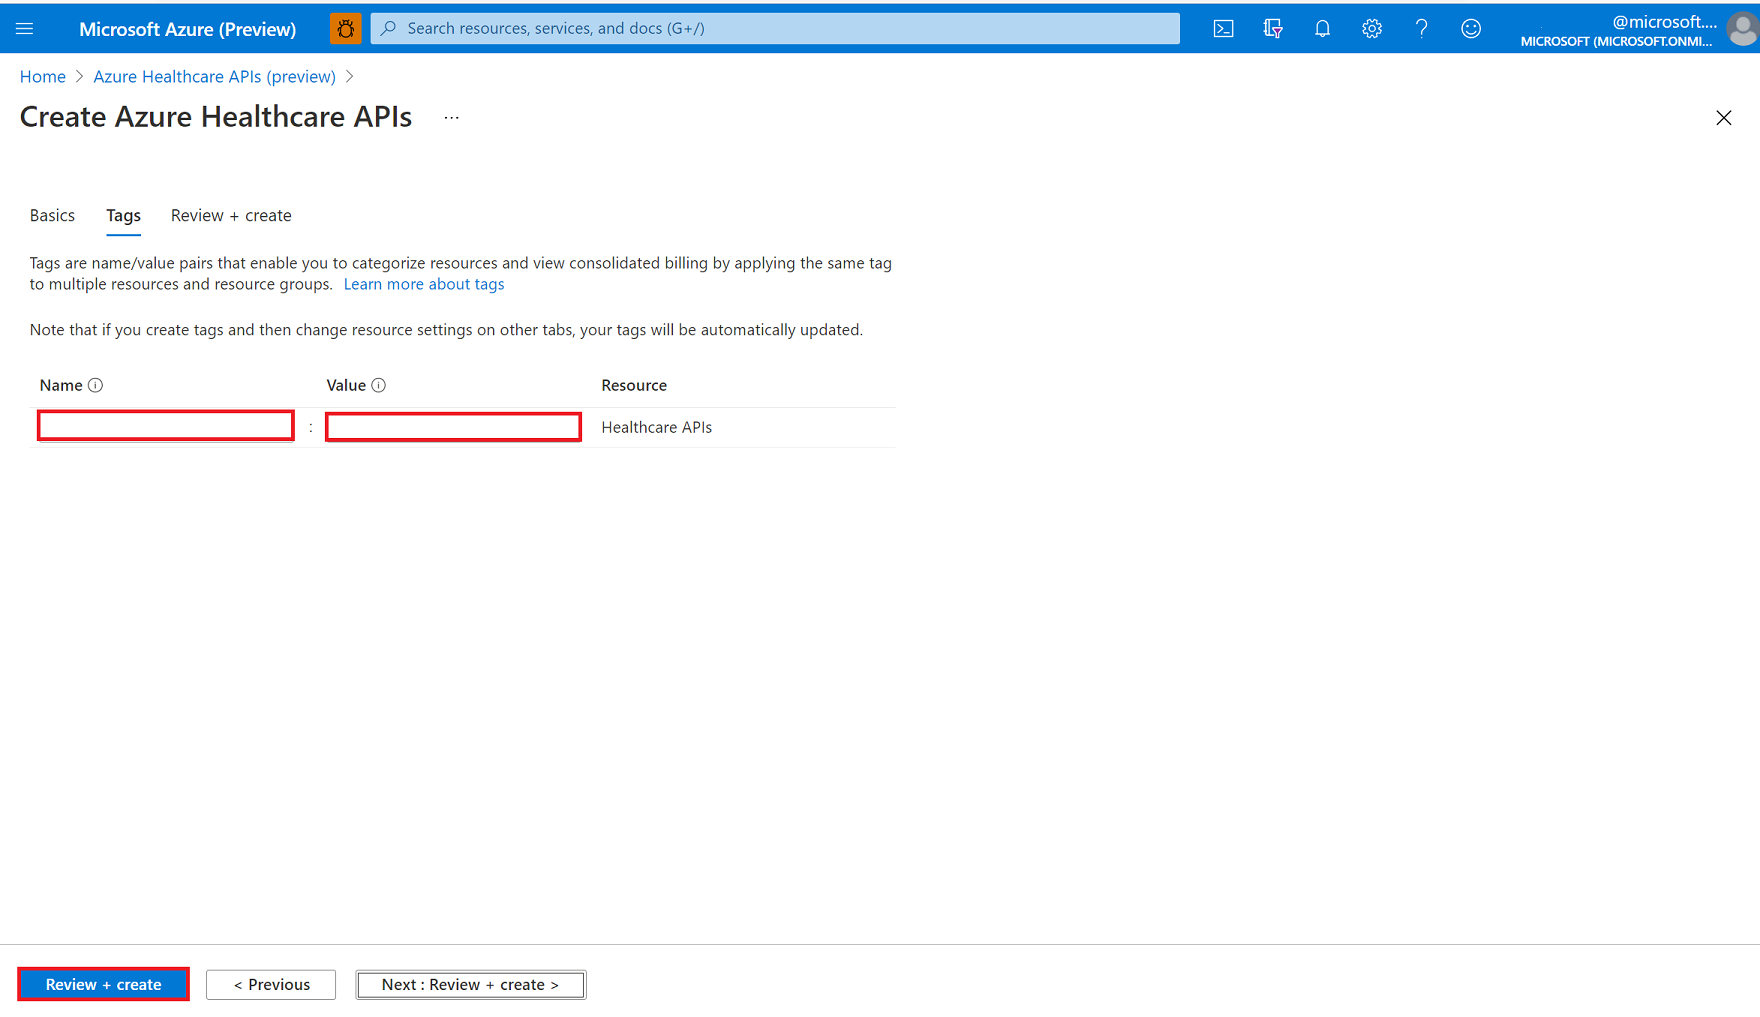 Microsoft Azure (Preview)
Search resources, services, and docs (G+/)
@microsoft....
MICROSOFT (MICROSOFT.ONMI...
Home > Azure Healthcare APIs (preview) >
Create Azure Healthcare APIs ...
Basics Tags Review + create
Tags are name/value pairs that enable you to categorize resources and view consolidated billing by applying the same tag
to multiple resources and resource groups. Learn more about tags
Note that if you create tags and then change resource settings on other tabs, your tags will be automatically updated.
Name Value Resource
: Healthcare APIs
Review + create < Previous Next : Review + create >